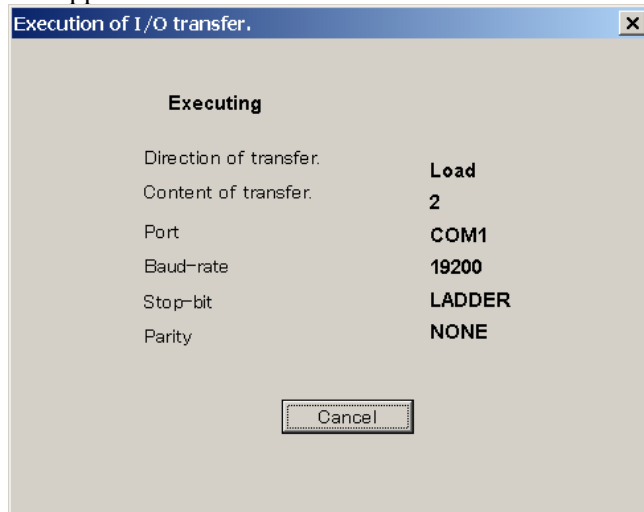 Execution of I/O transfer.
Executing
Direction of transfer. Load
Content of transfer. 2
Port COM1
Baud-rate 19200
Stop-bit LADDER
Parity NONE
Cancel